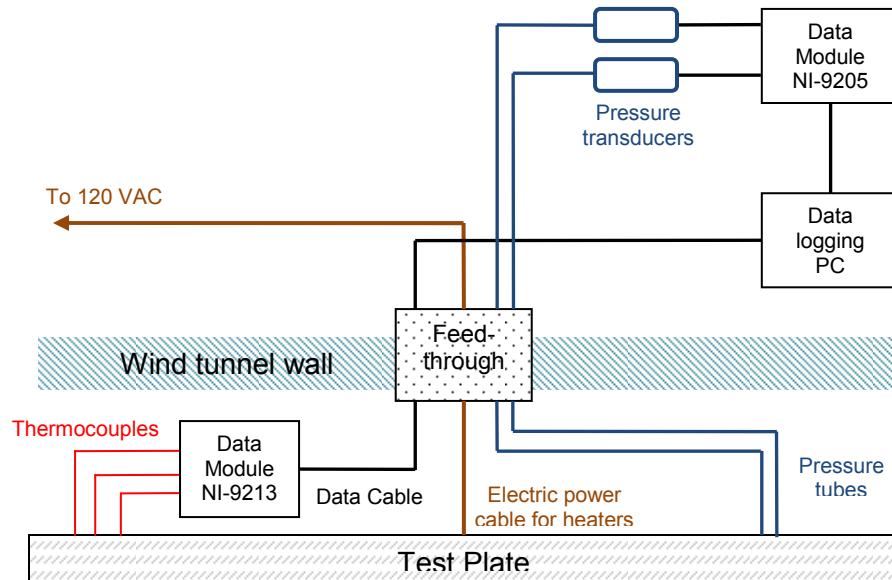 Data
Module
NI-9205
Pressure
transducers
To 120 VAC
Data
logging
PC
Feed-
through
Wind tunnel wall
Thermocouples
Data
Module
NI-9213
Data Cable
Electric power
cable for heaters
Pressure
tubes
Test Plate